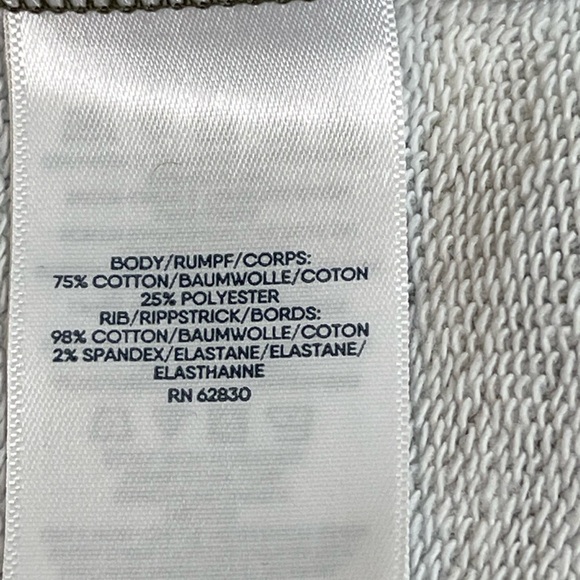 BODY/RUMPF/CORPS:
75% COTTON/BAUMWOLLE/COTON
25% POLYESTER
RIB/RIPPSTRICK/BORDS:
98% COTTON/BAUMWOLLE/COTON
2% SPANDEX/ELASTANE/ELASTANE/
ELASTHANNE
RN 62830